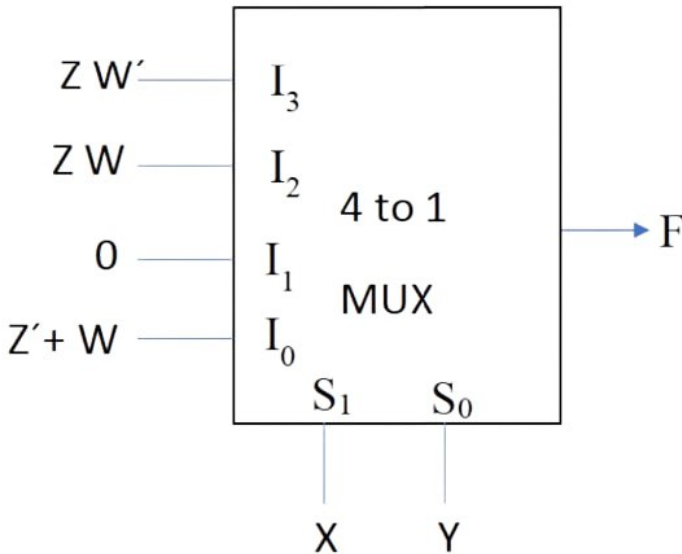 Z W´ I₃
Z W I₂
4 to 1
F
0 I₁
MUX
Z´+ W I₀
S₁ S₀
X Y